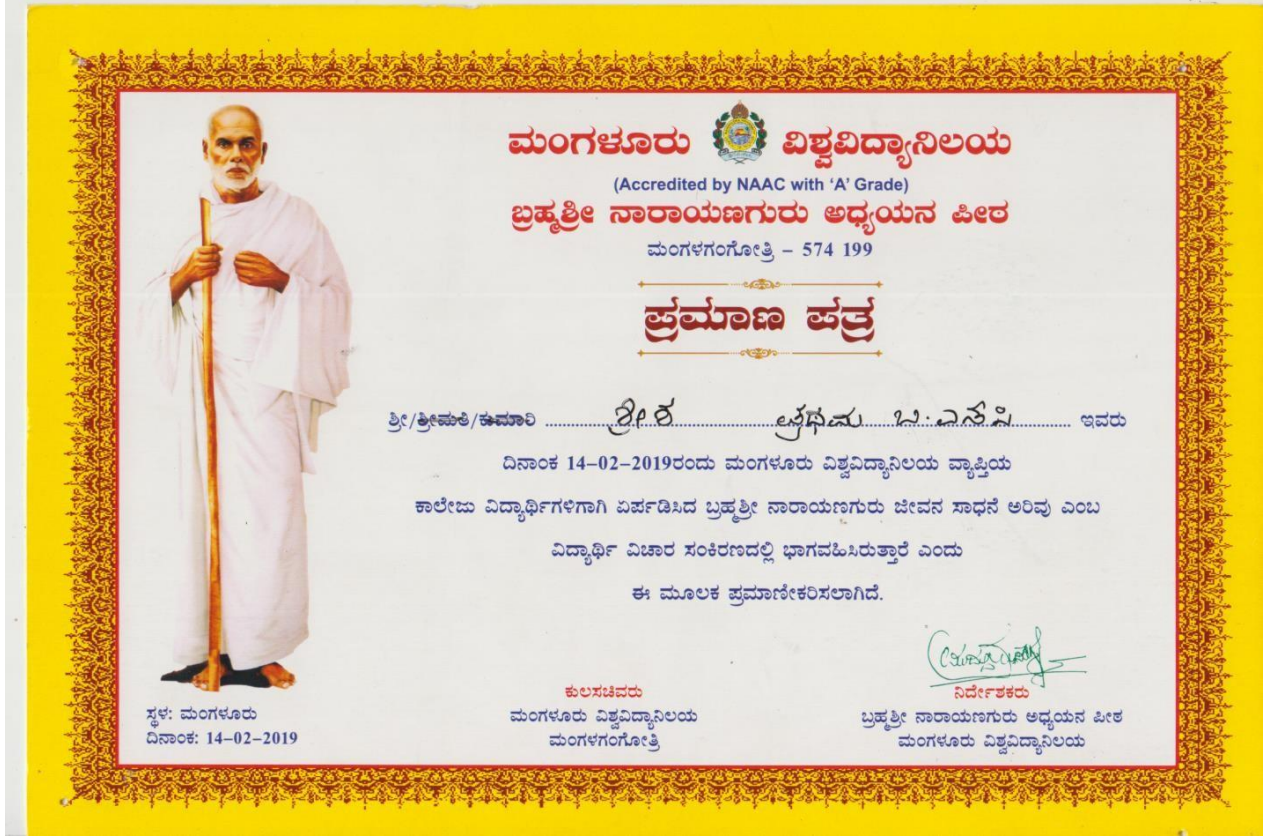 ಮಂಗಳೂರು ವಿಶ್ವವಿದ್ಯಾನಿಲಯ
(Accredited by NAAC with ‘A’ Grade)
ಬ್ರಹ್ಮಶ್ರೀ ನಾರಾಯಣಗುರು ಅಧ್ಯಯನ ಪೀಠ
ಮಂಗಳಗಂಗೋತ್ರಿ – 574 199
ಪ್ರಮಾಣ ಪತ್ರ
ಶ್ರೀ/ಶ್ರೀಮತಿ/ಕುಮಾರಿ ........ ಶ್ರೀಶ ........ ಪ್ರಥಮ ಬಿ.ಎಸ್ಸಿ ........ ಇವರು
ದಿನಾಂಕ 14–02–2019ರಂದು ಮಂಗಳೂರು ವಿಶ್ವವಿದ್ಯಾನಿಲಯ ವ್ಯಾಪ್ತಿಯ
ಕಾಲೇಜು ವಿದ್ಯಾರ್ಥಿಗಳಿಗಾಗಿ ಏರ್ಪಡಿಸಿದ ಬ್ರಹ್ಮಶ್ರೀ ನಾರಾಯಣಗುರು ಜೀವನ ಸಾಧನೆ ಅರಿವು ಎಂಬ
ವಿದ್ಯಾರ್ಥಿ ವಿಚಾರ ಸಂಕಿರಣದಲ್ಲಿ ಭಾಗವಹಿಸಿರುತ್ತಾರೆ ಎಂದು
ಈ ಮೂಲಕ ಪ್ರಮಾಣೀಕರಿಸಲಾಗಿದೆ.
ಸ್ಥಳ: ಮಂಗಳೂರು
ದಿನಾಂಕ: 14–02–2019
ಕುಲಸಚಿವರು
ಮಂಗಳೂರು ವಿಶ್ವವಿದ್ಯಾನಿಲಯ
ಮಂಗಳಗಂಗೋತ್ರಿ
ನಿರ್ದೇಶಕರು
ಬ್ರಹ್ಮಶ್ರೀ ನಾರಾಯಣಗುರು ಅಧ್ಯಯನ ಪೀಠ
ಮಂಗಳೂರು ವಿಶ್ವವಿದ್ಯಾನಿಲಯ